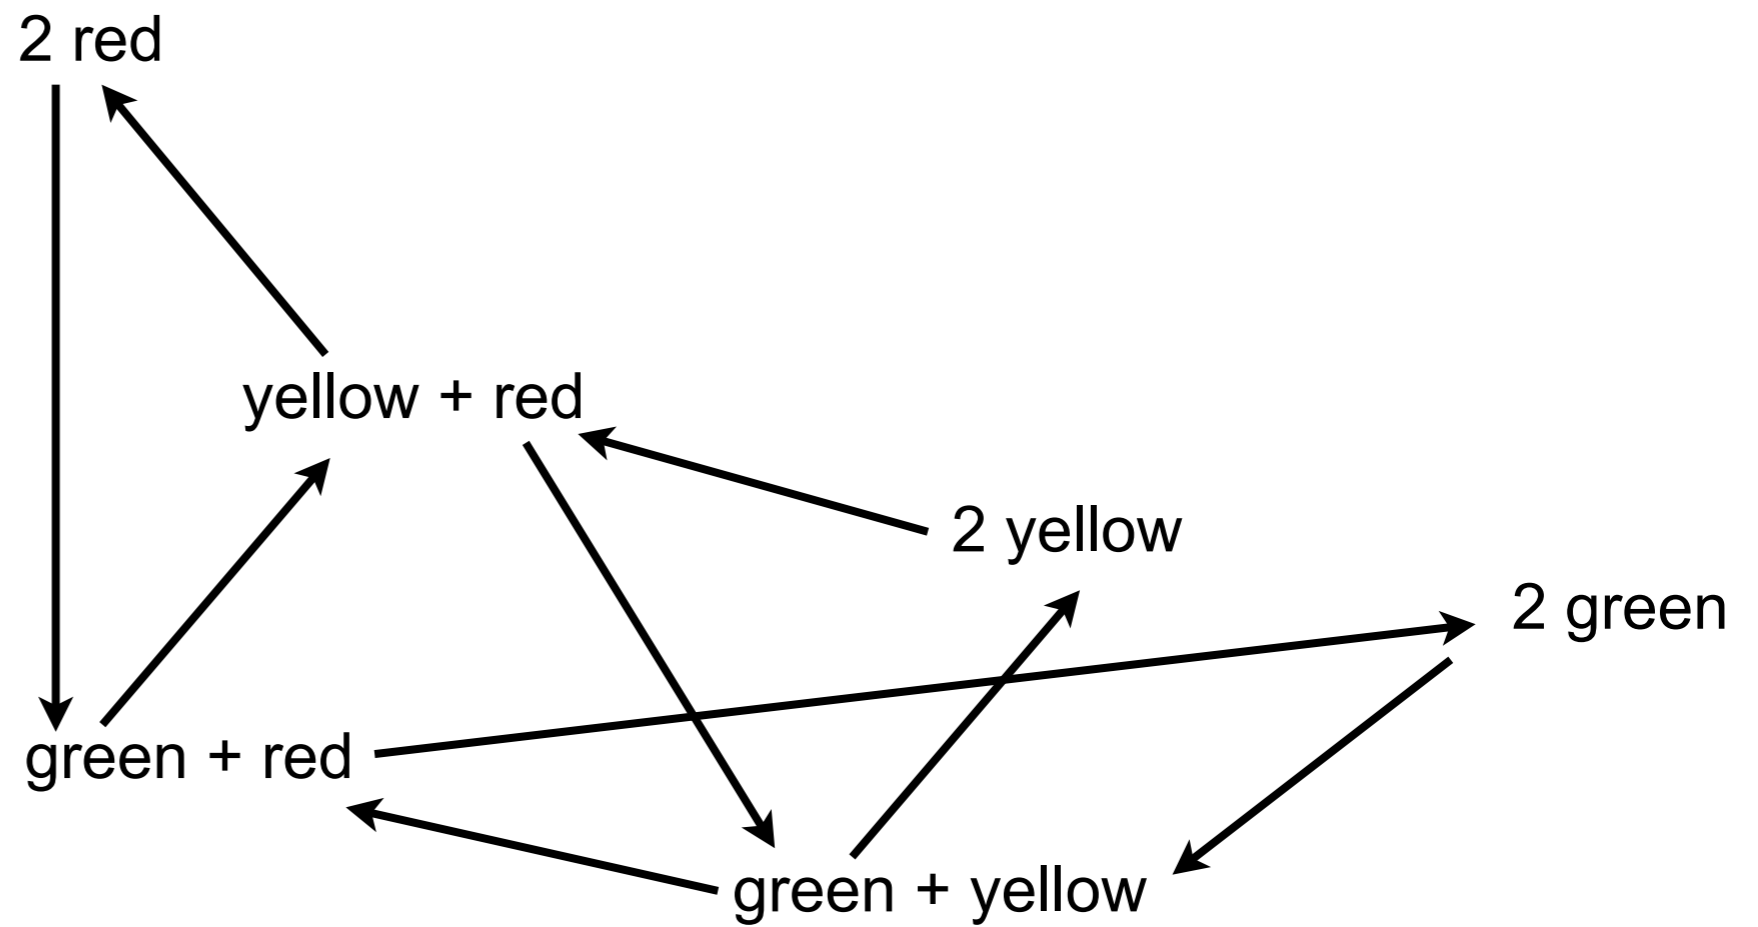 2 red
yellow + red
2 yellow
2 green
green + red
green + yellow